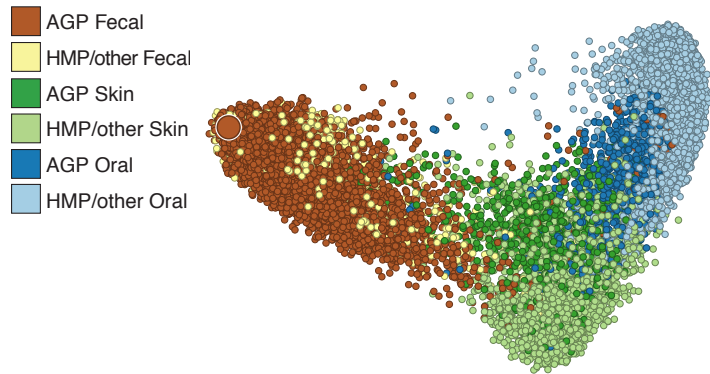 AGP Fecal
HMP/other Fecal
AGP Skin
HMP/other Skin
AGP Oral
HMP/other Oral